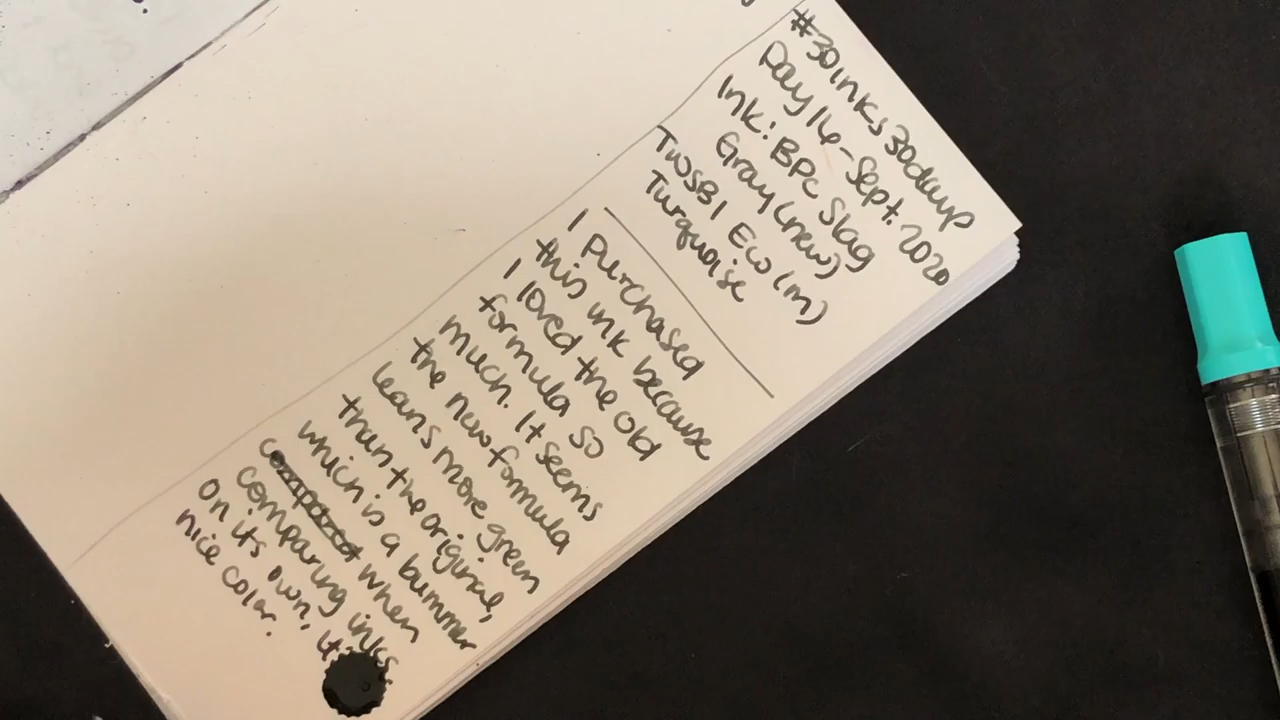 #30inks30days
Day 16-Sept. 2020
Ink: BPC Slag
Gray (new)
TWSBI Eco (m)
Turquoise
I purchased
this ink because
I loved the old
formula so
much. It seems
the new formula
leans more green
than the original,
which is a bummer
compared when
comparing inks
On its own, it's
nice color.